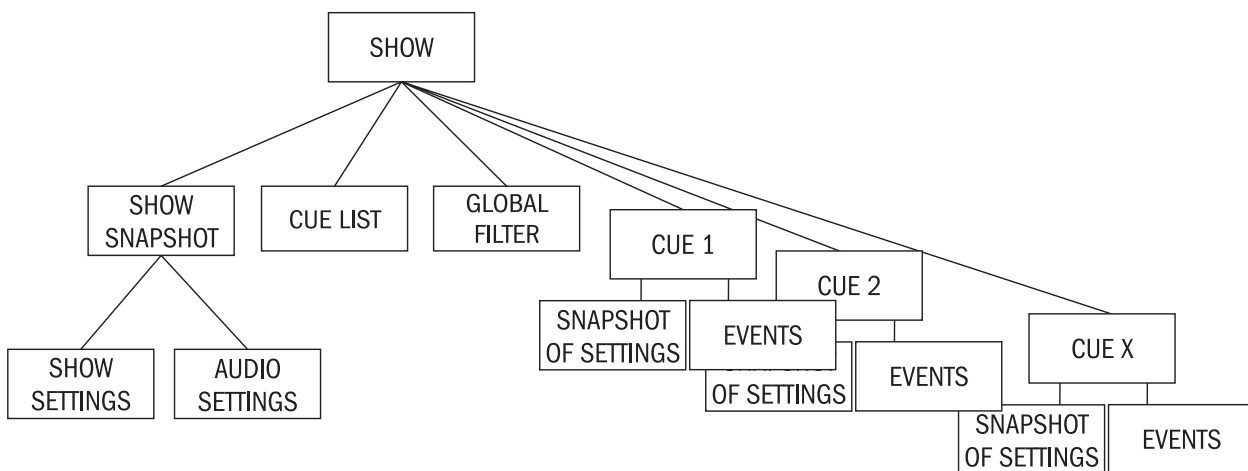 SHOW
SHOW
SNAPSHOT
CUE LIST
GLOBAL
FILTER
CUE 1
CUE 2
CUE X
SNAPSHOT
OF SETTINGS
EVENTS
SNAPSHOT
OF SETTINGS
EVENTS
SNAPSHOT
OF SETTINGS
EVENTS
SHOW
SETTINGS
AUDIO
SETTINGS